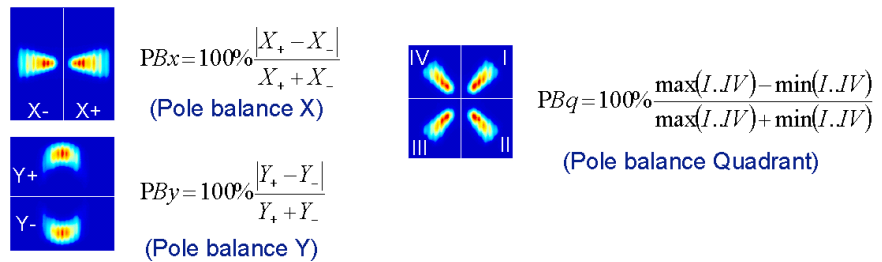 X- X+
PBx = 100% |X₊ − X₋| / X₊ + X₋
(Pole balance X)
Y+
Y-
PBy = 100% |Y₊ − Y₋| / Y₊ + Y₋
(Pole balance Y)
IV I
III II
PBq = 100% max(I..IV) − min(I..IV) / max(I..IV) + min(I..IV)
(Pole balance Quadrant)